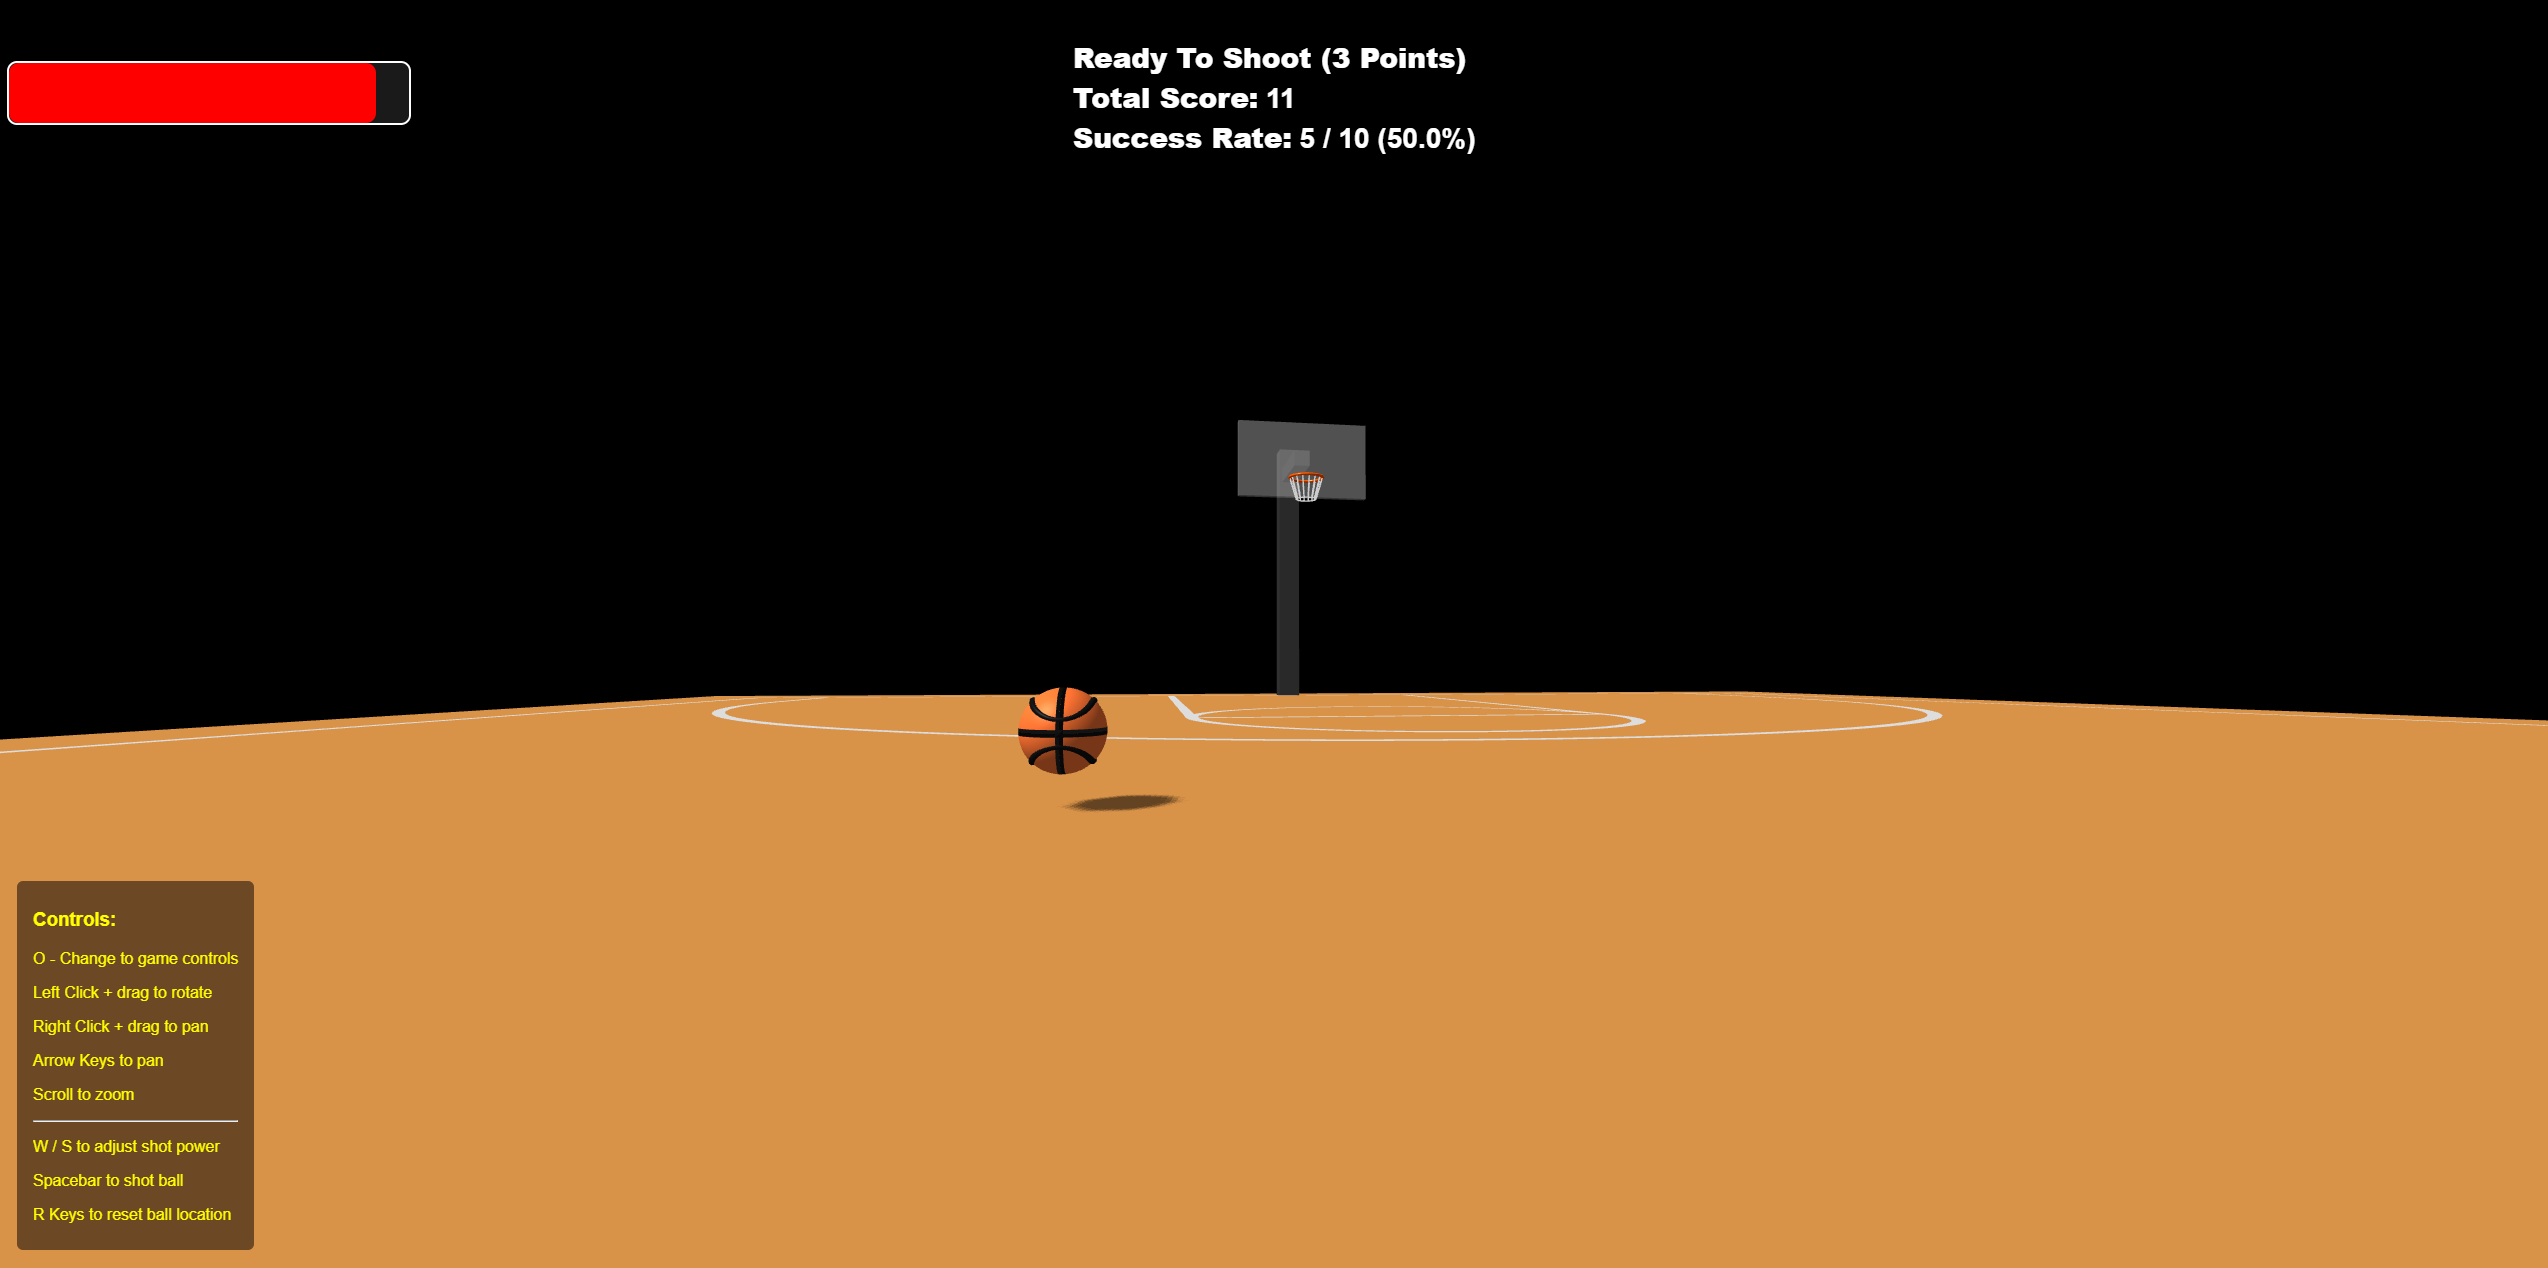 Ready To Shoot (3 Points)
Total Score: 11
Success Rate: 5 / 10 (50.0%)
Controls:
O - Change to game controls
Left Click + drag to rotate
Right Click + drag to pan
Arrow Keys to pan
Scroll to zoom
W / S to adjust shot power
Spacebar to shot ball
R Keys to reset ball location